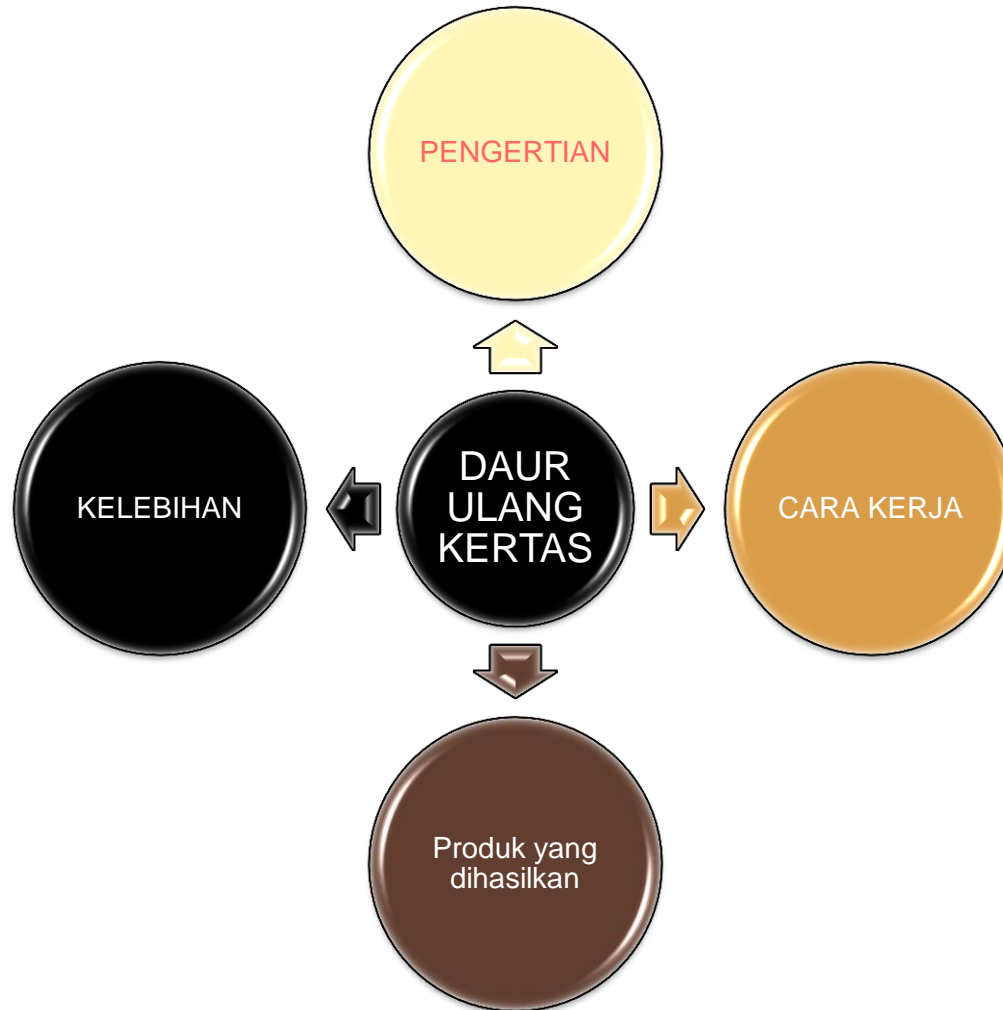 PENGERTIAN
KELEBIHAN
DAUR
ULANG
KERTAS
CARA KERJA
Produk yang
dihasilkan